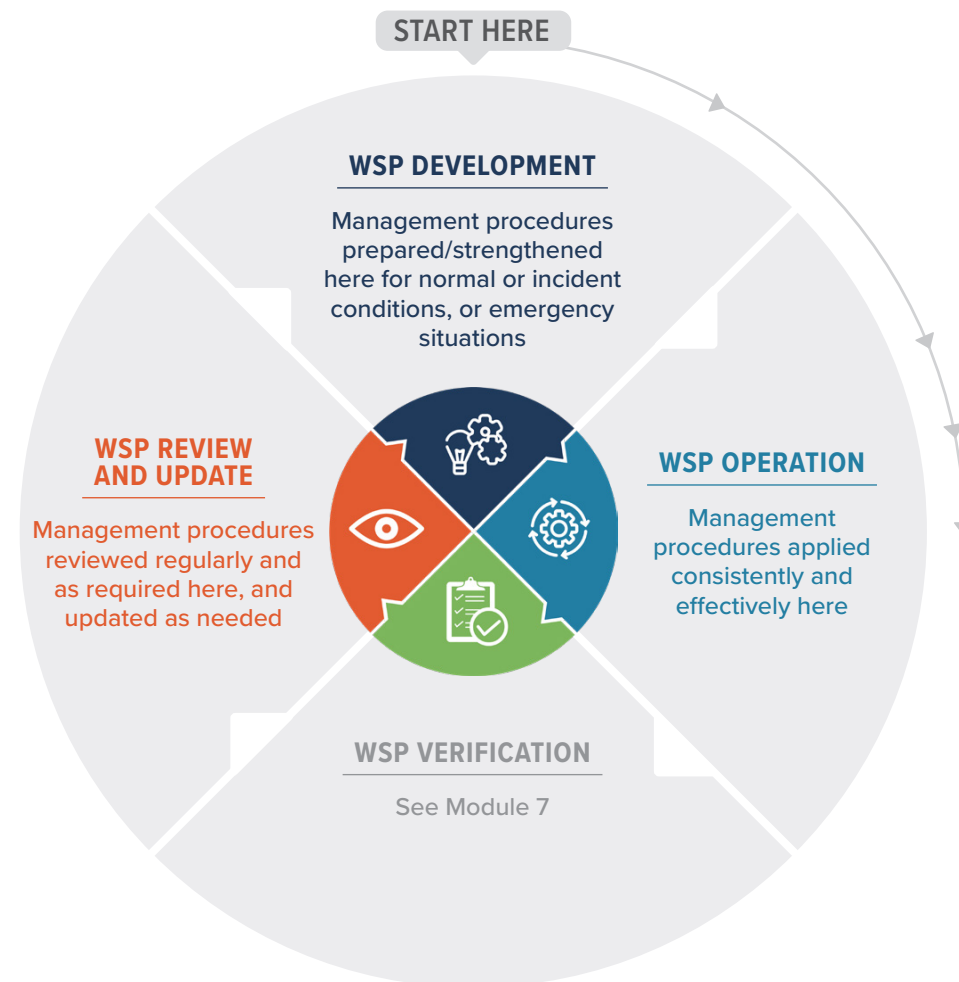 START HERE
WSP DEVELOPMENT
Management procedures
prepared/strengthened
here for normal or incident
conditions, or emergency
situations
WSP OPERATION
Management
procedures applied
consistently and
effectively here
WSP VERIFICATION
See Module 7
WSP REVIEW
AND UPDATE
Management procedures
reviewed regularly and
as required here, and
updated as needed